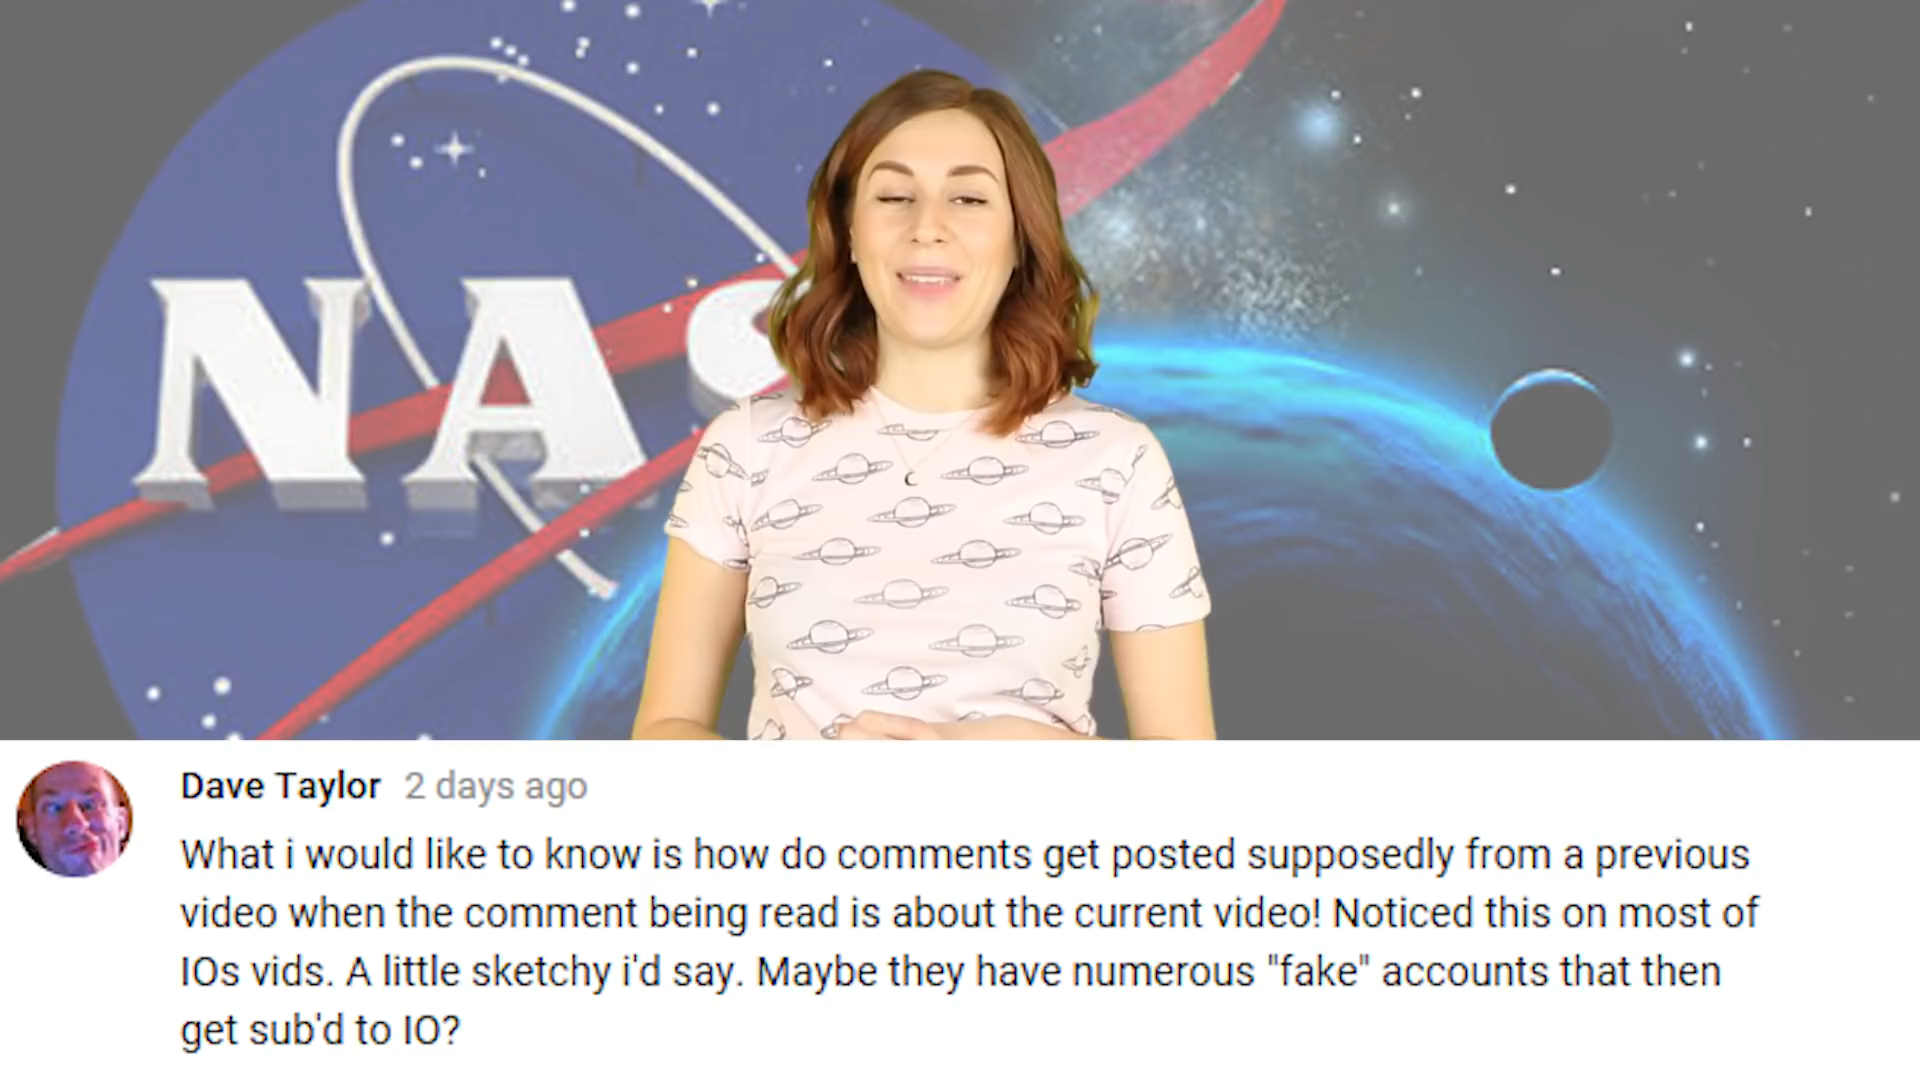 NAS
Dave Taylor 2 days ago
What i would like to know is how do comments get posted supposedly from a previous
video when the comment being read is about the current video! Noticed this on most of
IOs vids. A little sketchy i'd say. Maybe they have numerous "fake" accounts that then
get sub'd to IO?